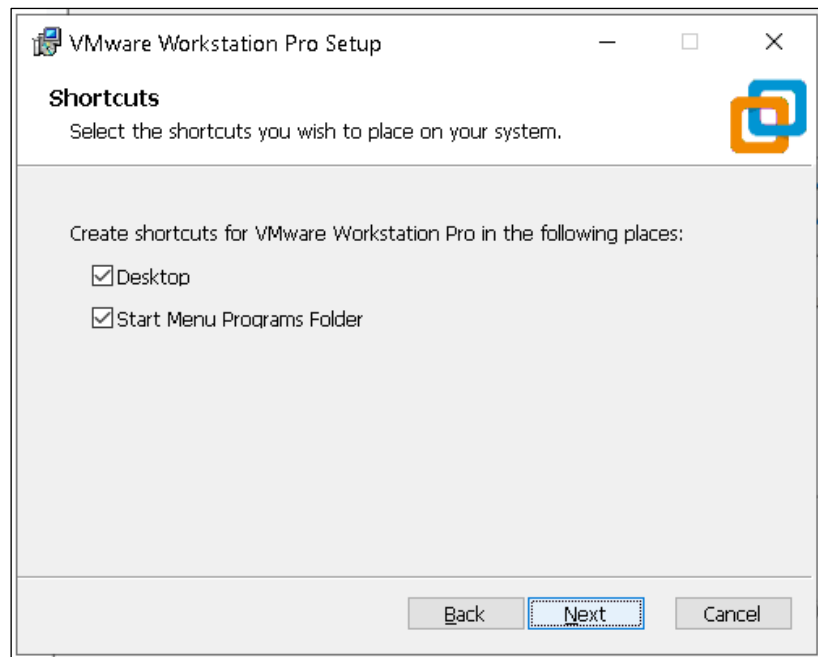 VMware Workstation Pro Setup
Shortcuts
Select the shortcuts you wish to place on your system.
Create shortcuts for VMware Workstation Pro in the following places:
Desktop
Start Menu Programs Folder
Back Next Cancel